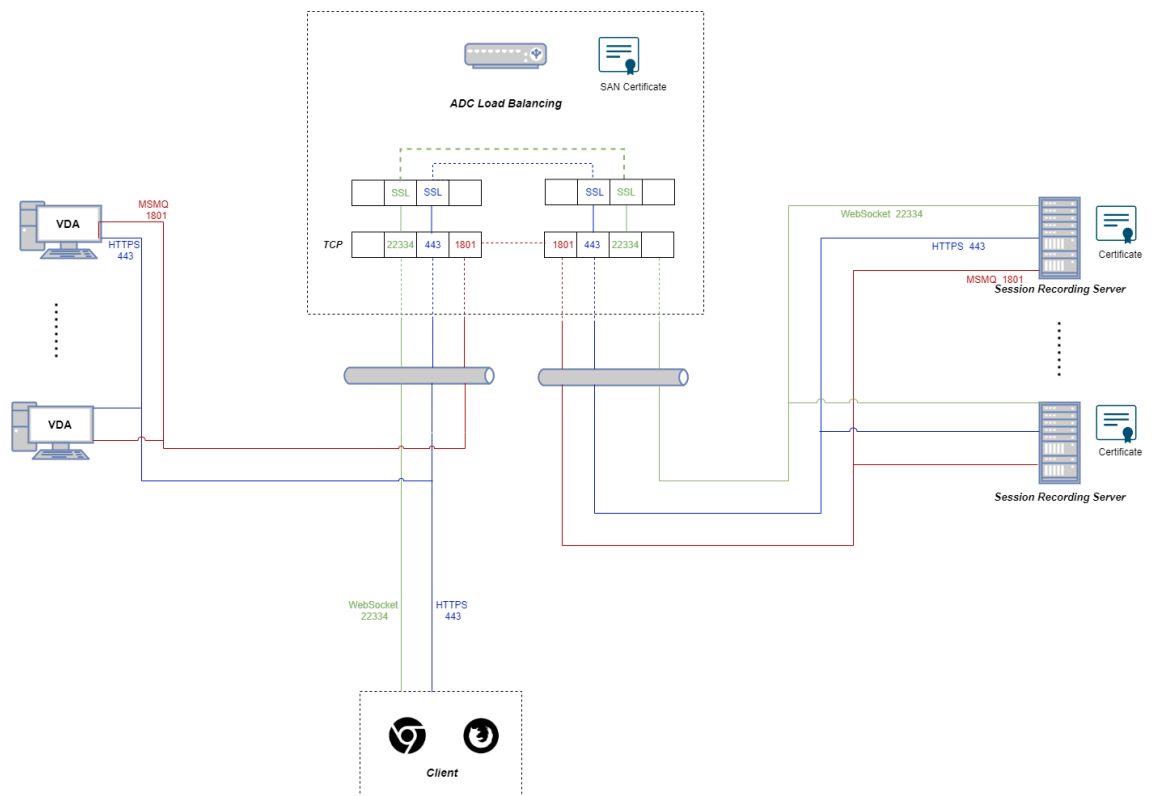 SAN Certificate
ADC Load Balancing
SSL
SSL
SSL
SSL
TCP
22334
443
1801
1801
443
22334
VDA
MSMQ
1801
HTTPS
443
VDA
WebSocket 22334
HTTPS 443
MSMQ 1801
Certificate
Session Recording Server
Certificate
Session Recording Server
WebSocket
22334
HTTPS
443
Client